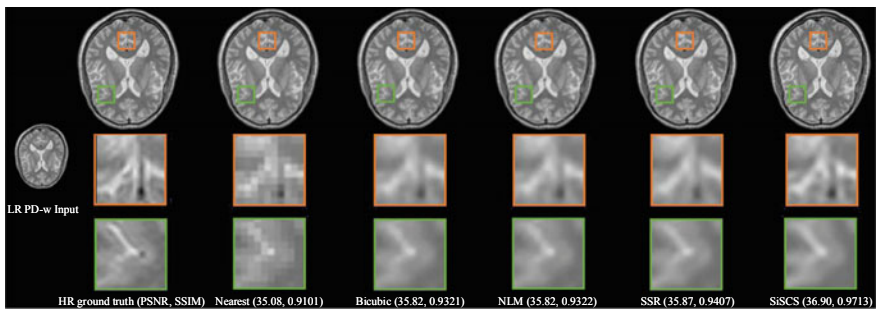 LR PD-w Input
HR ground truth (PSNR, SSIM) Nearest (35.08, 0.9101) Bicubic (35.82, 0.9321) NLM (35.82, 0.9322) SSR (35.87, 0.9407) SiSCS (36.90, 0.9713)